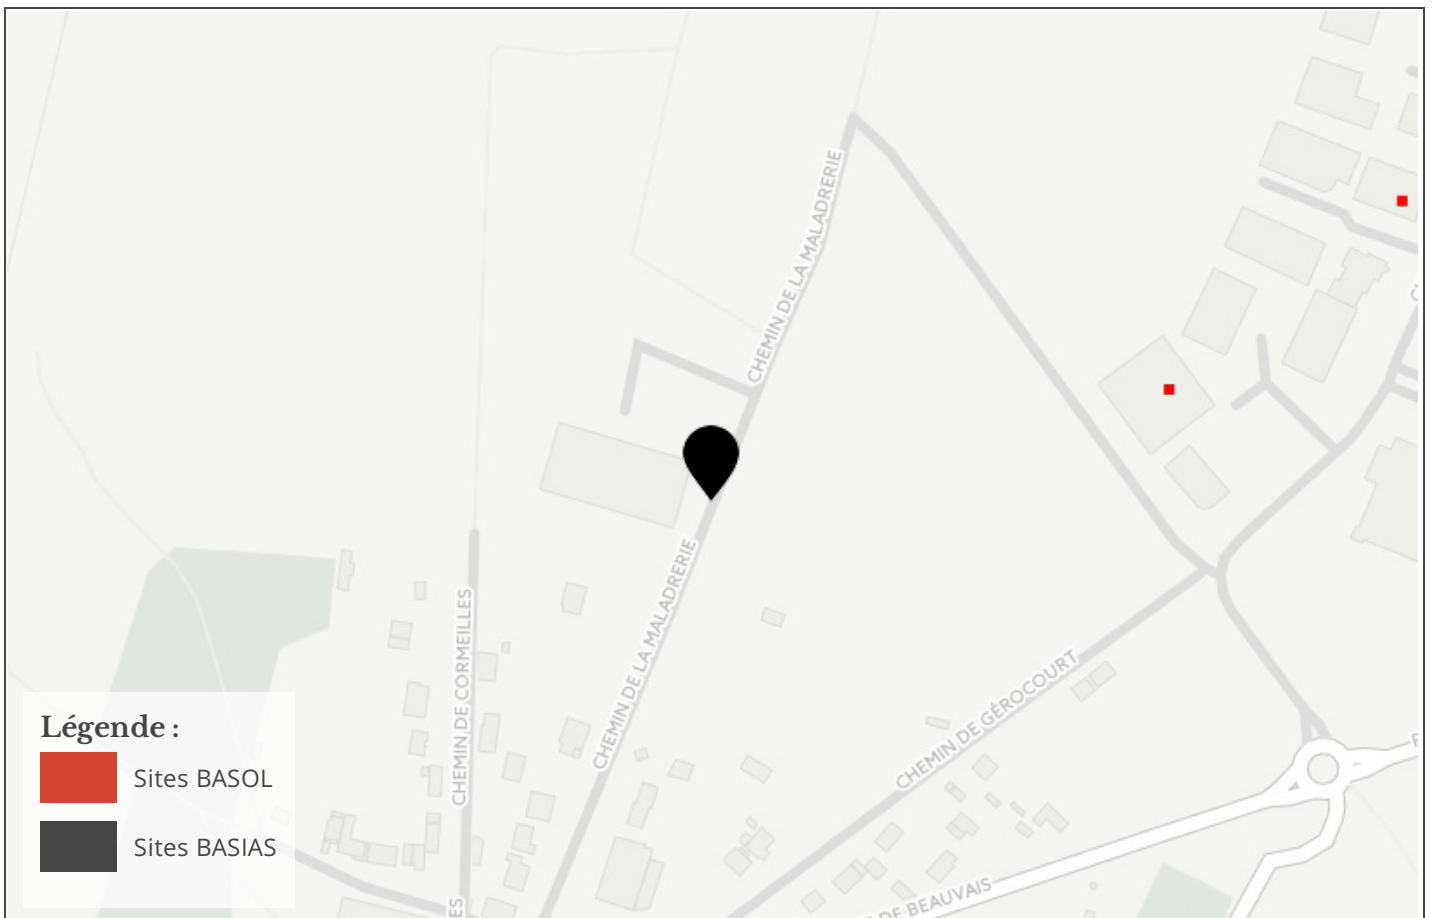 CHEMIN DE LA MALADRERIE
CHEMIN DE LA MALADRERIE
CHEMIN DE CORMEILLES
CHEMIN DE GÉROCOURT
DE-BEAUVAIS
ES
Légende :
Sites BASOL
Sites BASIAS